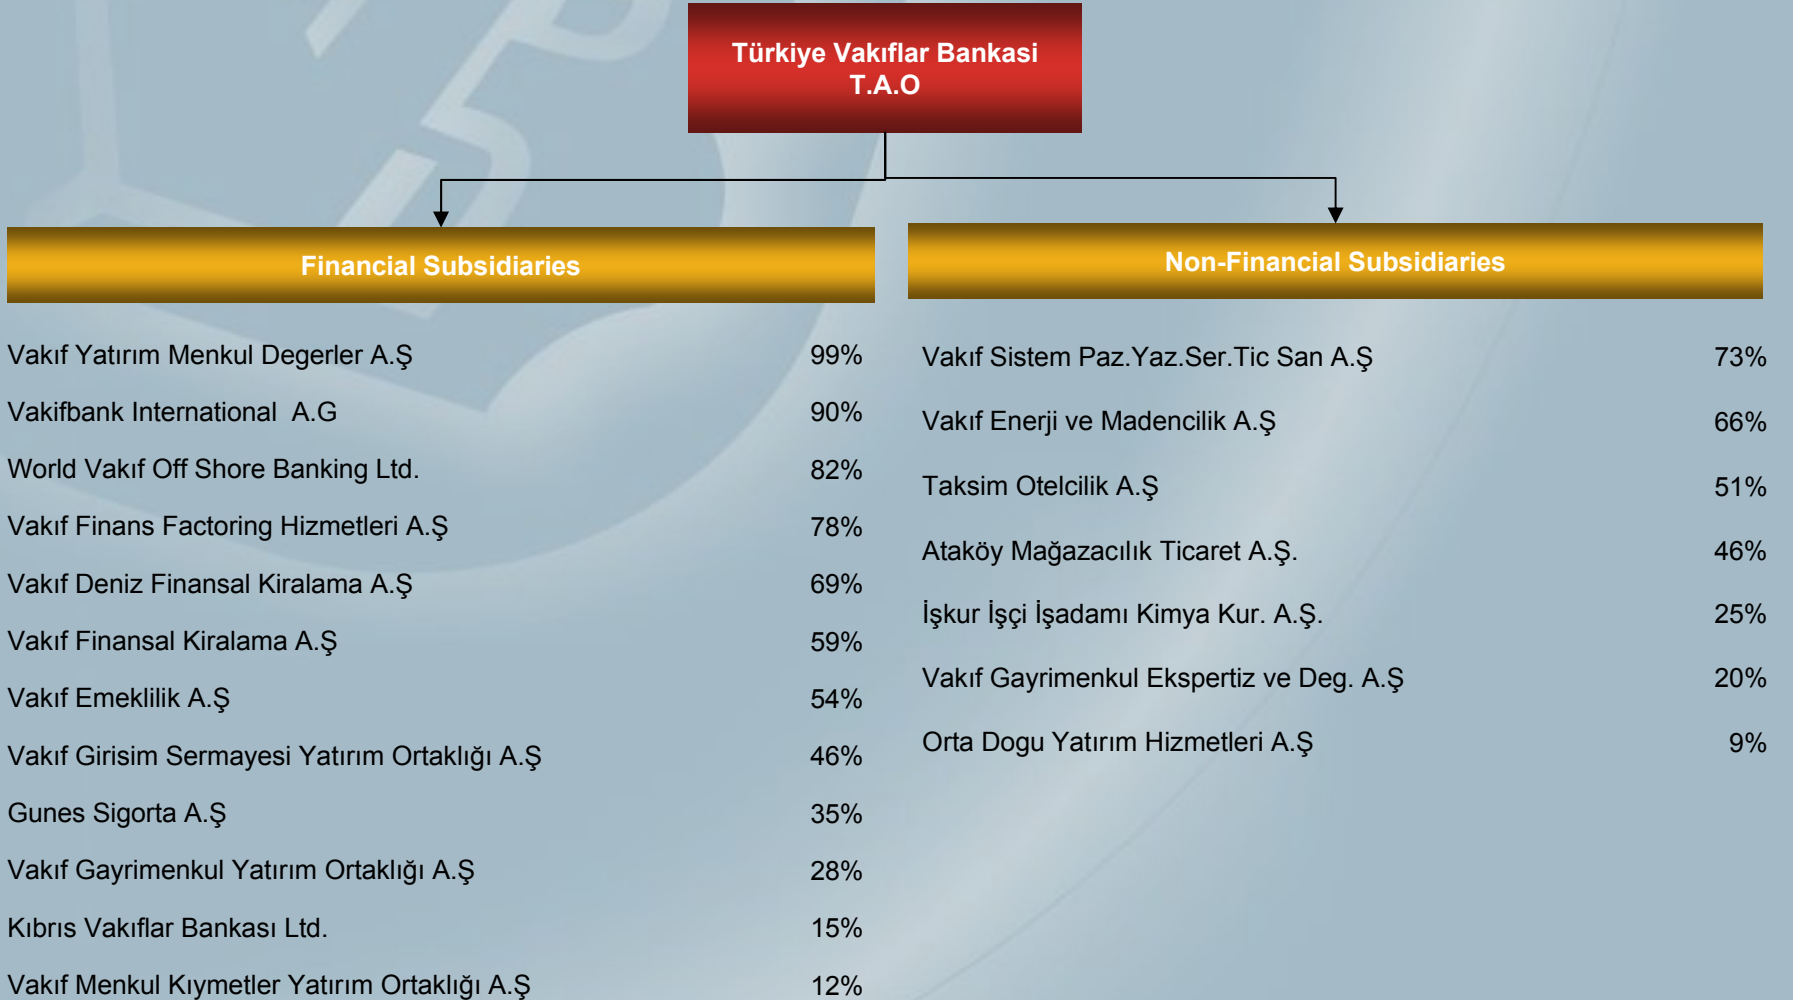 Türkiye Vakıflar Bankasi
T.A.O
Financial Subsidiaries
Vakıf Yatırım Menkul Degerler A.Ş 99%
Vakifbank International A.G 90%
World Vakıf Off Shore Banking Ltd. 82%
Vakıf Finans Factoring Hizmetleri A.Ş 78%
Vakıf Deniz Finansal Kiralama A.Ş 69%
Vakıf Finansal Kiralama A.Ş 59%
Vakıf Emeklilik A.Ş 54%
Vakıf Girisim Sermayesi Yatırım Ortaklığı A.Ş 46%
Gunes Sigorta A.Ş 35%
Vakıf Gayrimenkul Yatırım Ortaklığı A.Ş 28%
Kıbrıs Vakıflar Bankası Ltd. 15%
Vakıf Menkul Kıymetler Yatırım Ortaklığı A.Ş 12%
Non-Financial Subsidiaries
Vakıf Sistem Paz.Yaz.Ser.Tic San A.Ş 73%
Vakıf Enerji ve Madencilik A.Ş 66%
Taksim Otelcilik A.Ş 51%
Ataköy Mağazacılık Ticaret A.Ş. 46%
İşkur İşçi İşadamı Kimya Kur. A.Ş. 25%
Vakıf Gayrimenkul Ekspertiz ve Deg. A.Ş 20%
Orta Dogu Yatırım Hizmetleri A.Ş 9%